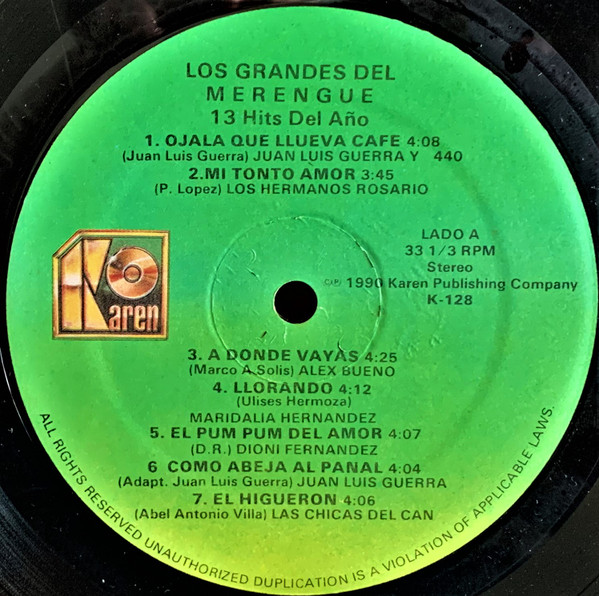 LOS GRANDES DEL
MERENGUE
13 Hits Del Año
1. OJALA QUE LLUEVA CAFE 4:08
(Juan Luis Guerra) JUAN LUIS GUERRA Y 440
2.MI TONTO AMOR 3:45
(P. Lopez) LOS HERMANOS ROSARIO
LADO A
33 1/3 RPM
Stereo
©℗ 1990 Karen Publishing Company
K-128
K
aren
3. A DONDE VAYAS 4:25
(Marco A.Solis) ALEX BUENO
4. LLORANDO 4:12
(Ulises Hermoza)
MARIDALIA HERNANDEZ
5. EL PUM PUM DEL AMOR 4:07
(D.R.) DIONI FERNANDEZ
6 COMO ABEJA AL PANAL 4:04
(Adapt. Juan Luis Guerra) JUAN LUIS GUERRA
7. EL HIGUERON 4:06
(Abel Antonio Villa) LAS CHICAS DEL CAN
ALL RIGHTS RESERVED UNAUTHORIZED DUPLICATION IS A VIOLATION OF APPLICABLE LAWS.